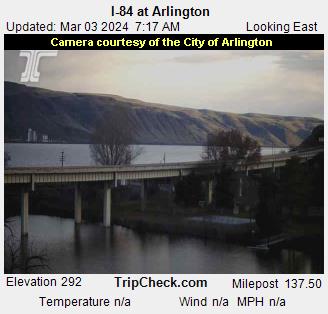 I-84 at Arlington
Updated: Mar 03 2024 7:17 AM Looking East
Camera courtesy of the City of Arlington
Elevation 292 TripCheck.com Milepost 137.50
Temperature n/a Wind n/a MPH n/a